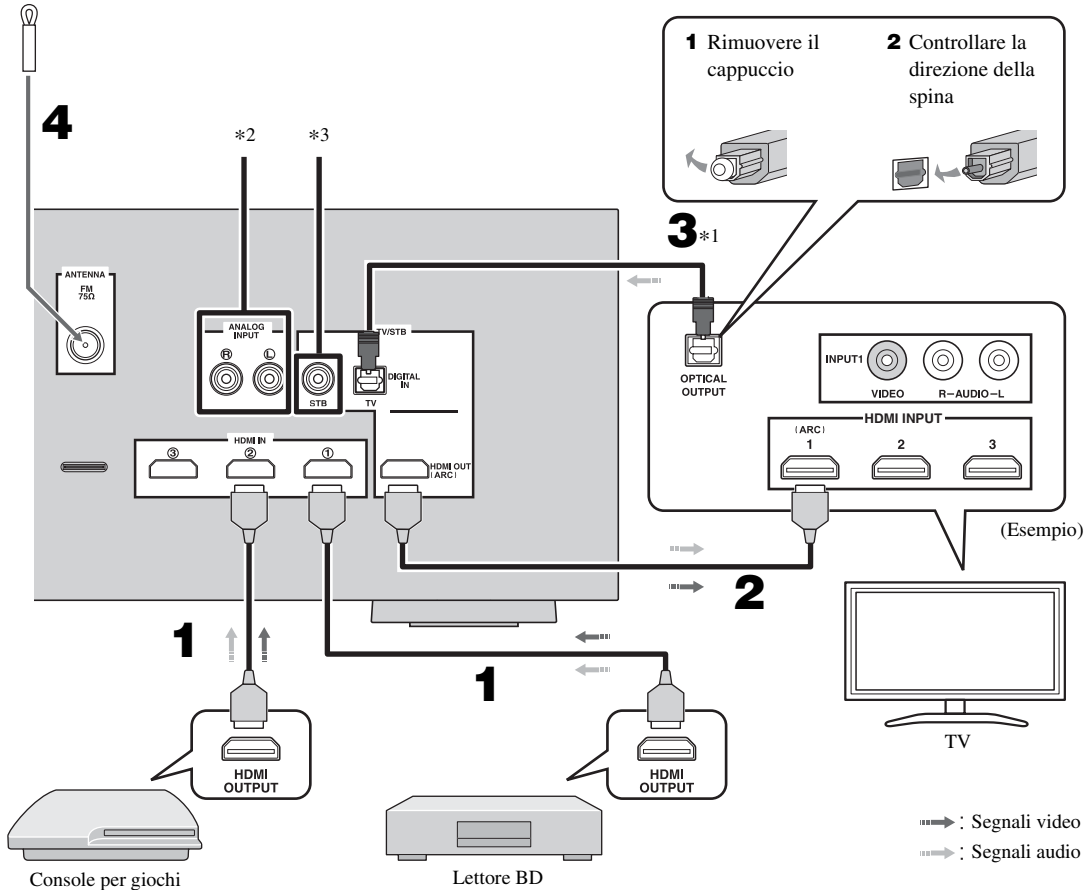 1 Rimuovere il
cappuccio
2 Controllare la
direzione della
spina
4
*2
*3
3*1
ANTENNA
FM
75Ω
ANALOG
INPUT
R
L
STB
TV/STB
DIGITAL
IN
TV
OPTICAL
OUTPUT
INPUT1
VIDEO
R–AUDIO–L
HDMI INPUT
(ARC)
1
2
3
HDMI IN
③
②
①
HDMI OUT
(ARC)
(Esempio)
2
1
1
TV
HDMI
OUTPUT
HDMI
OUTPUT
: Segnali video
: Segnali audio
Console per giochi
Lettore BD